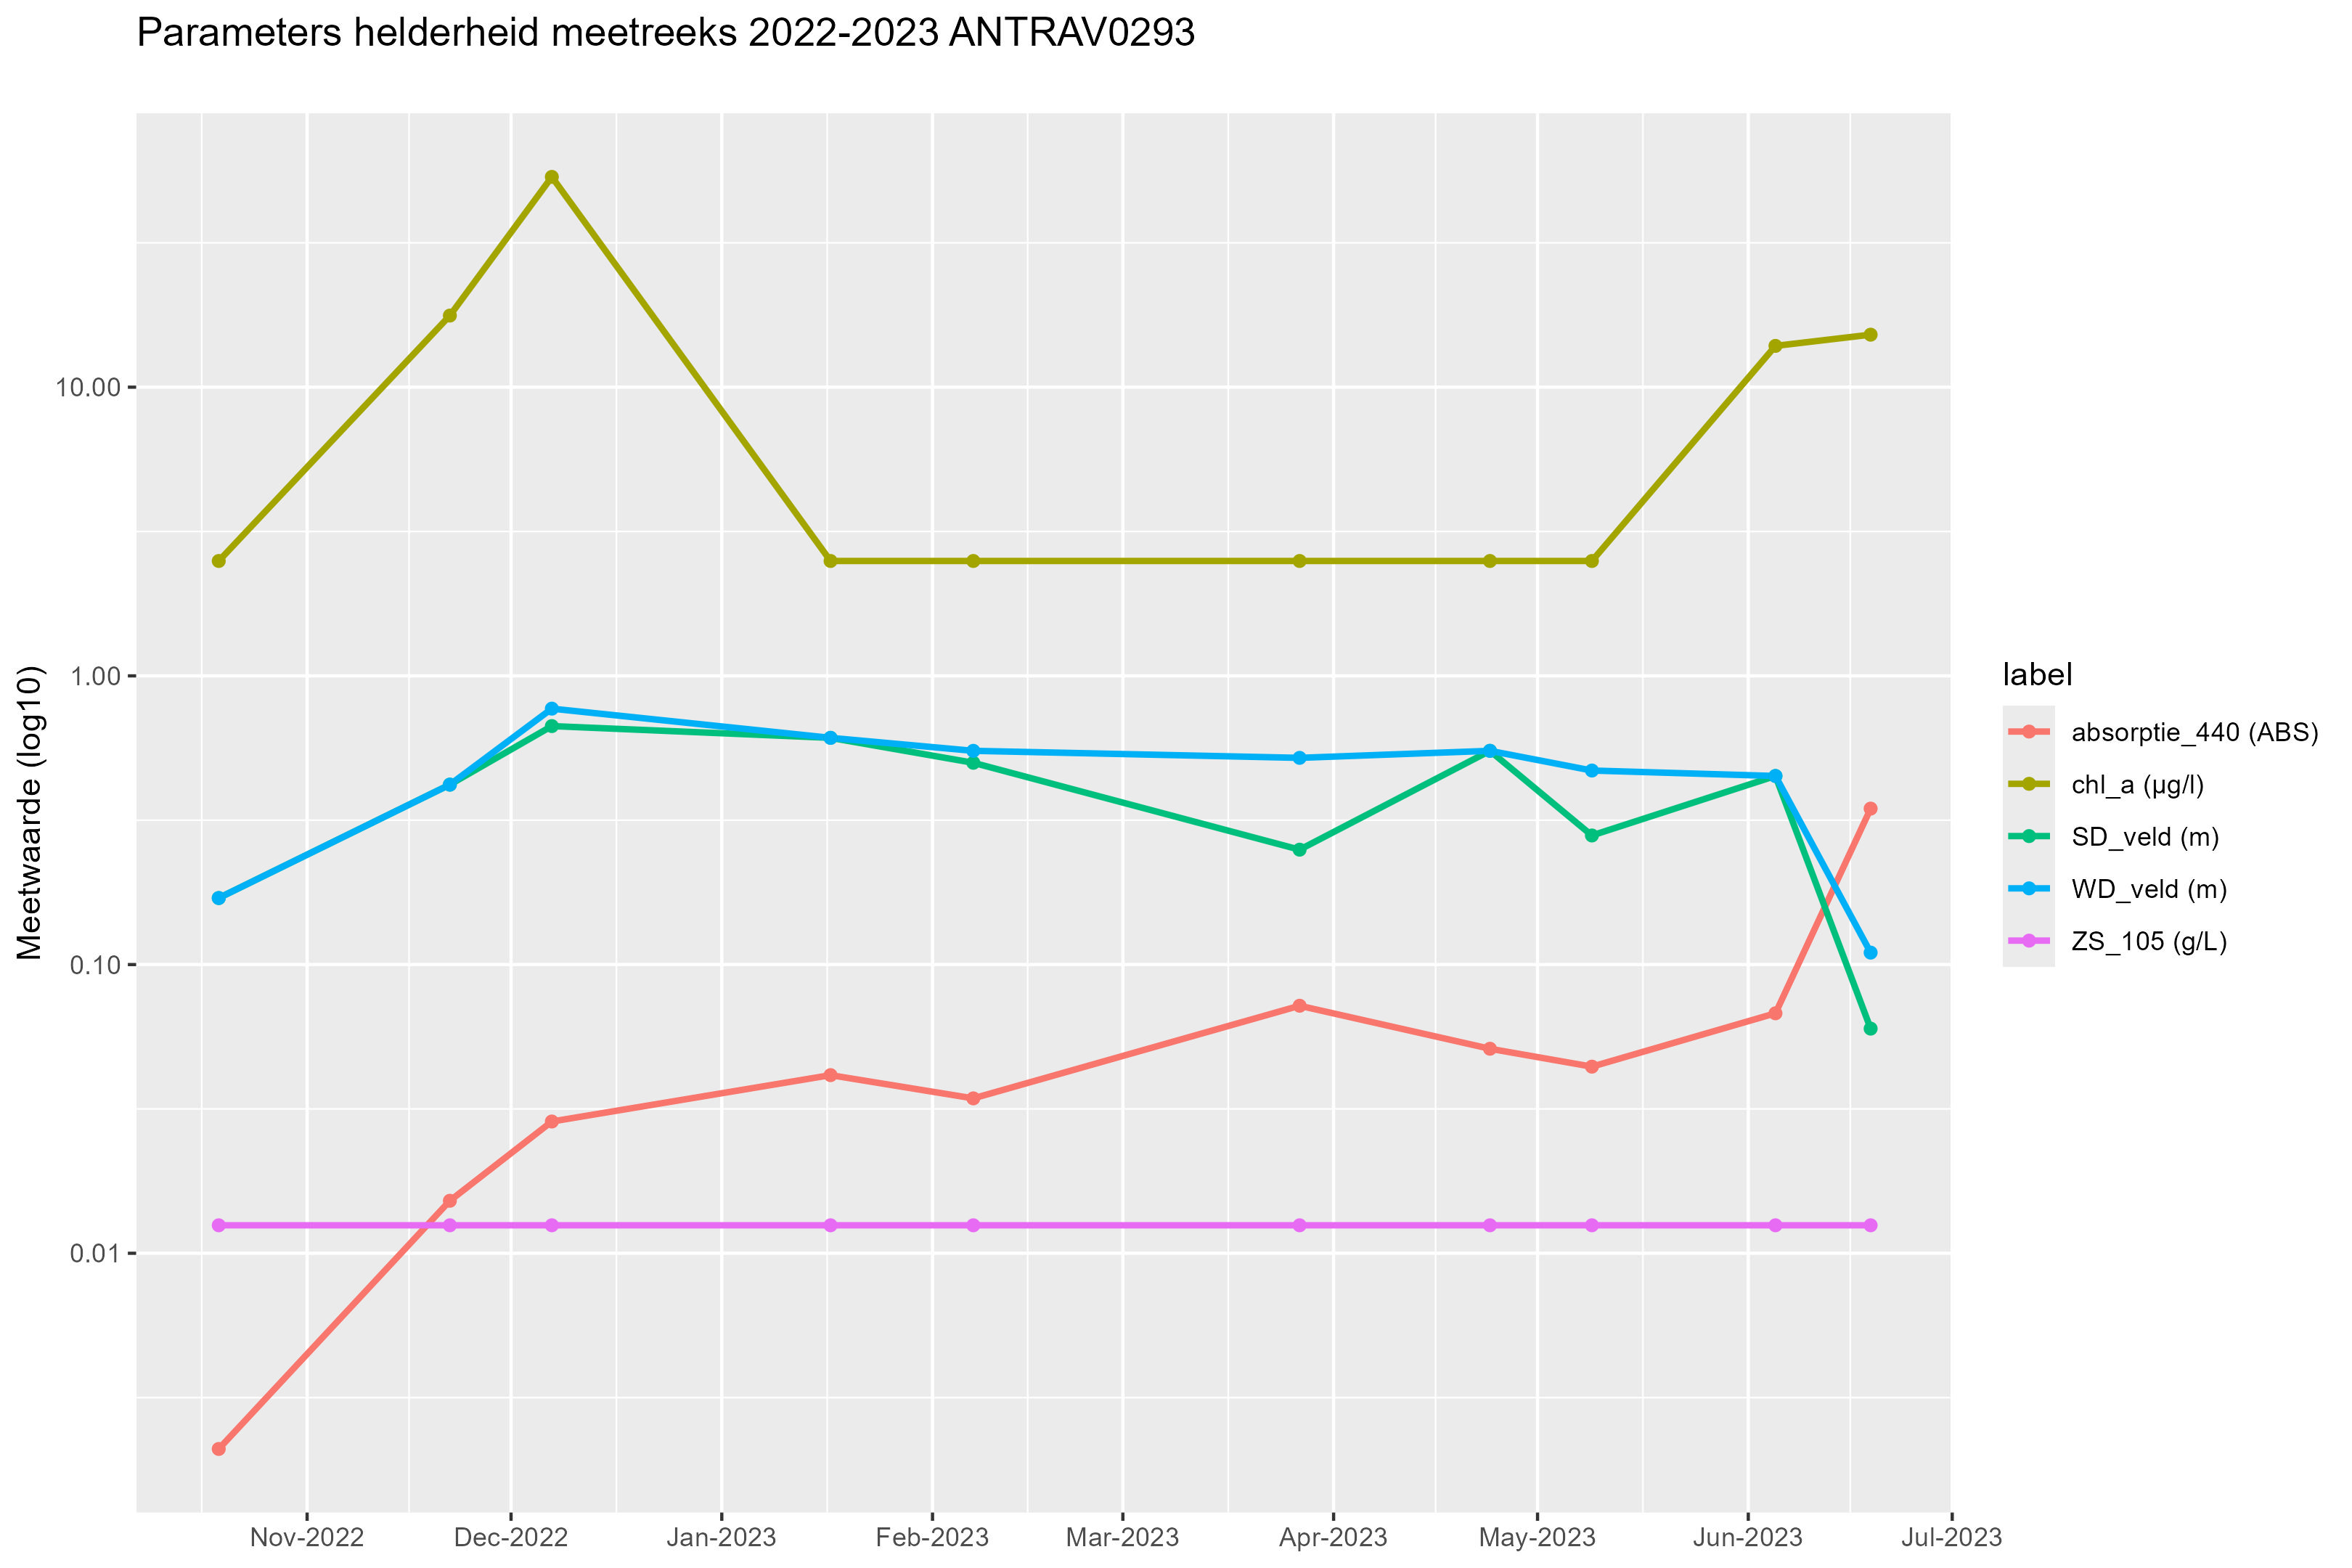 Parameters helderheid meetreeks 2022-2023 ANTRAV0293
Meetwaarde (log10)
10.00
1.00
0.10
0.01
Nov-2022
Dec-2022
Jan-2023
Feb-2023
Mar-2023
Apr-2023
May-2023
Jun-2023
Jul-2023
label
absorptie_440 (ABS)
chl_a (µg/l)
SD_veld (m)
WD_veld (m)
ZS_105 (g/L)